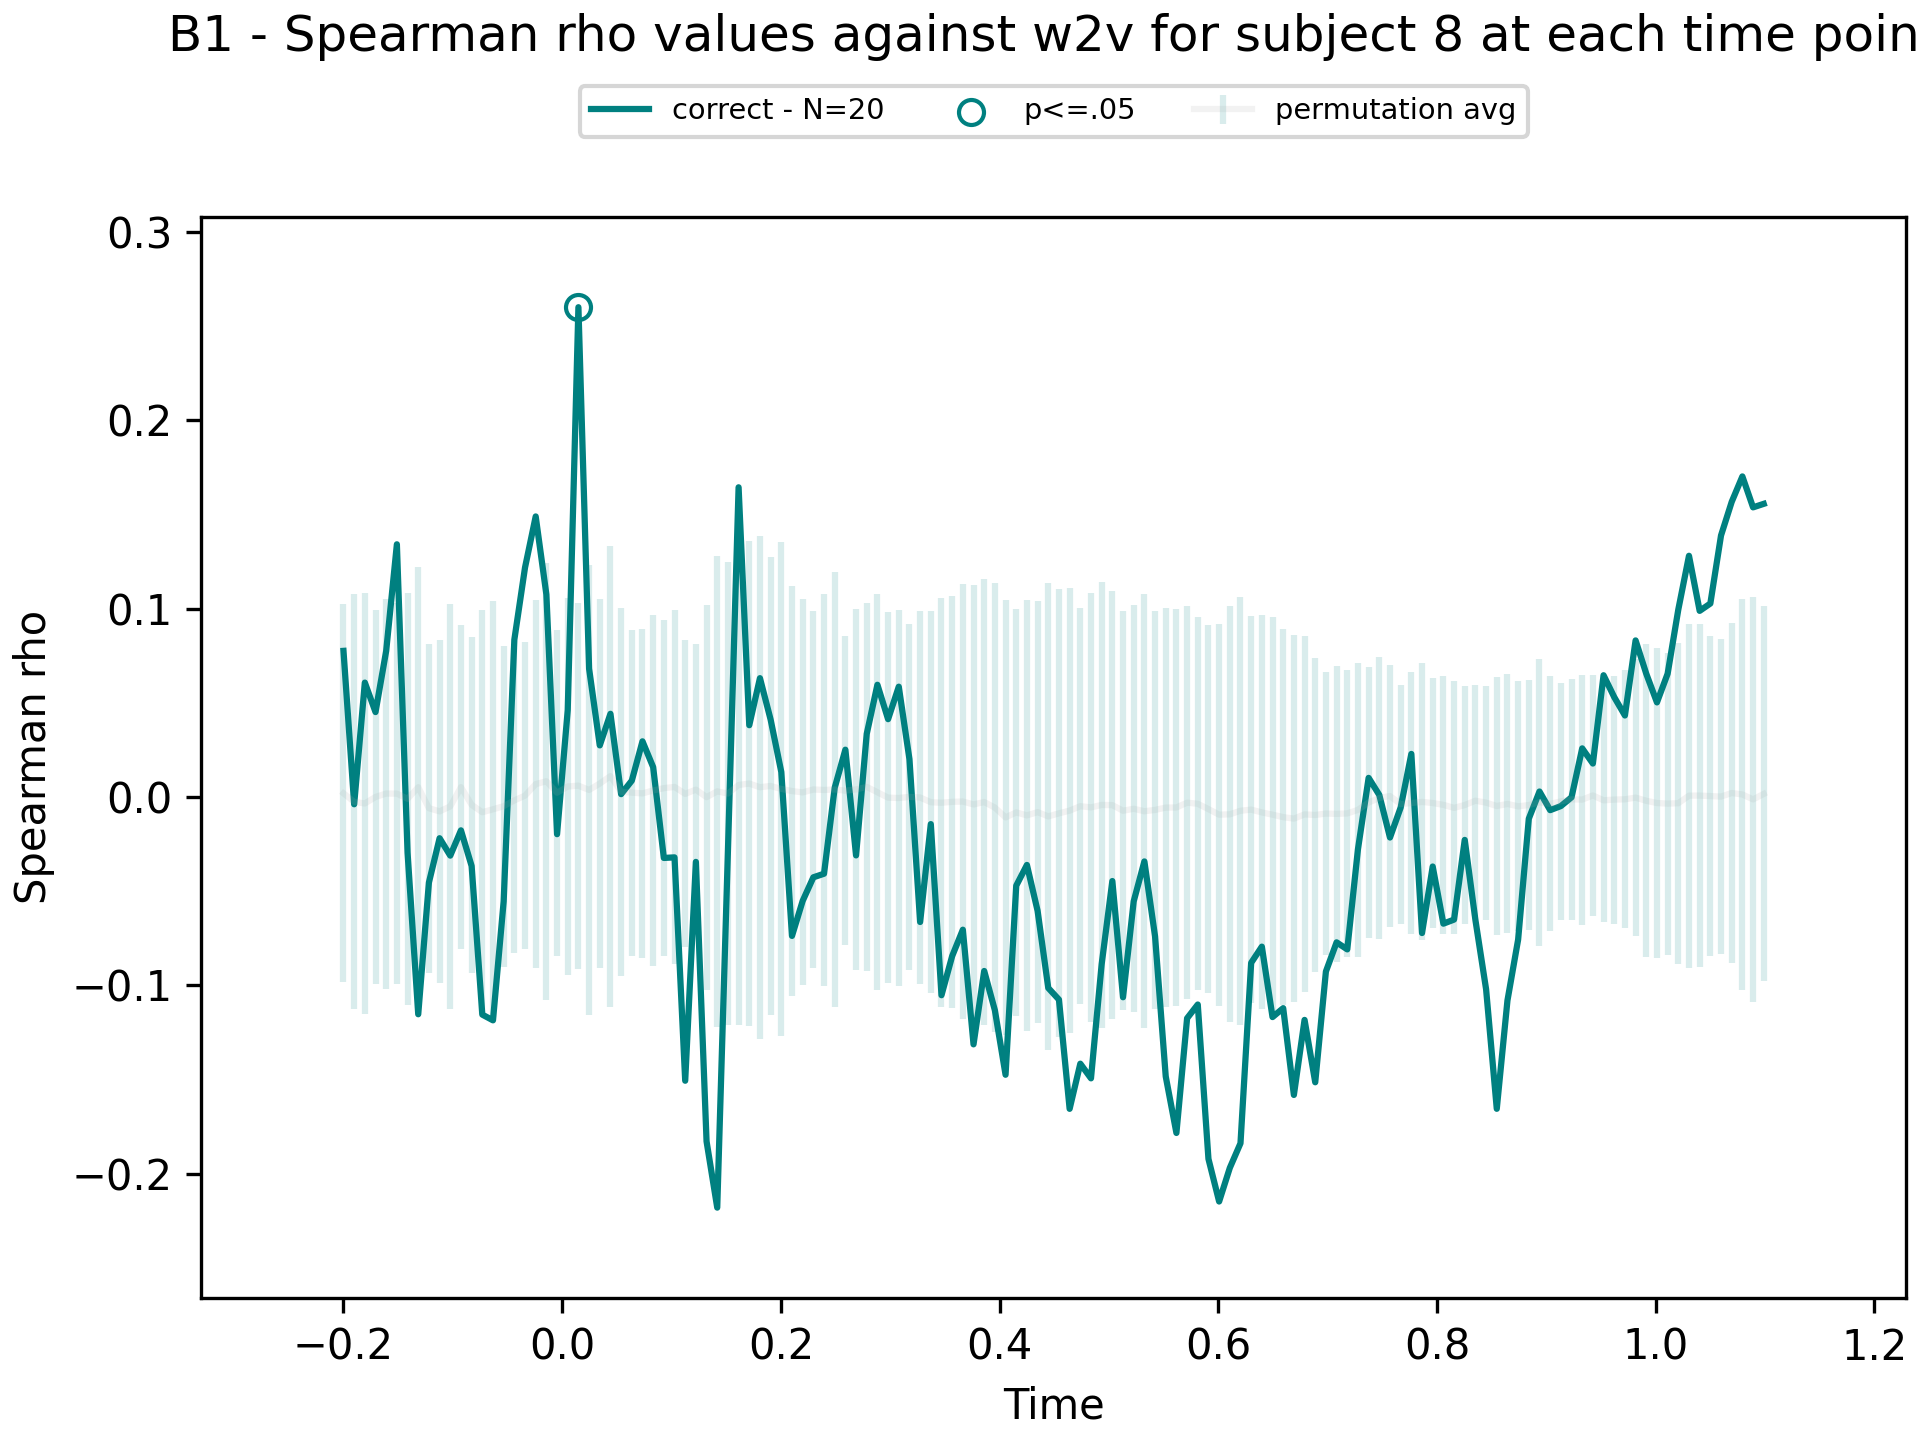 B1 - Spearman rho values against w2v for subject 8 at each time poin
correct - N=20 p<=.05 permutation avg
0.3
0.2
0.1
0.0
−0.1
−0.2
Spearman rho
−0.2 0.0 0.2 0.4 0.6 0.8 1.0 1.2
Time